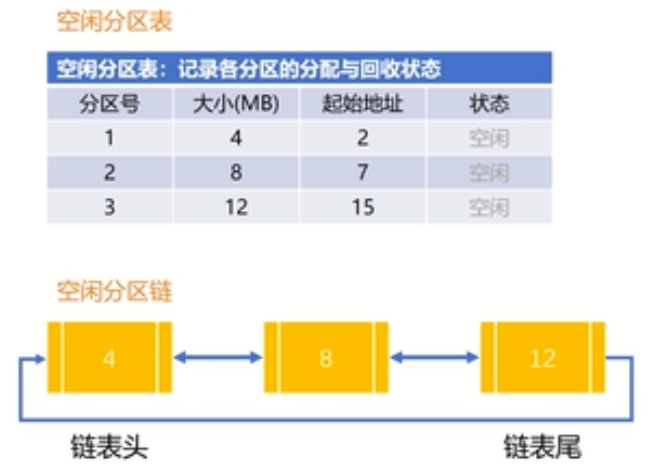 空闲分区表
空闲分区表：记录各分区的分配与回收状态
分区号 大小(MB) 起始地址 状态
1 4 2 空闲
2 8 7 空闲
3 12 15 空闲
空闲分区链
4 8 12
链表头 链表尾